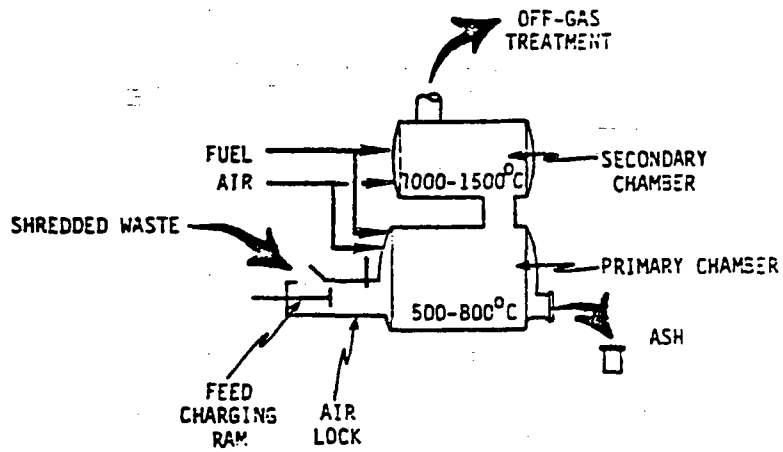 OFF-GAS
TREATMENT
FUEL
AIR
1000-1500°C
SECONDARY
CHAMBER
SHREDDED WASTE
PRIMARY CHAMBER
500-800°C
ASH
FEED
CHARGING
RAM
AIR
LOCK